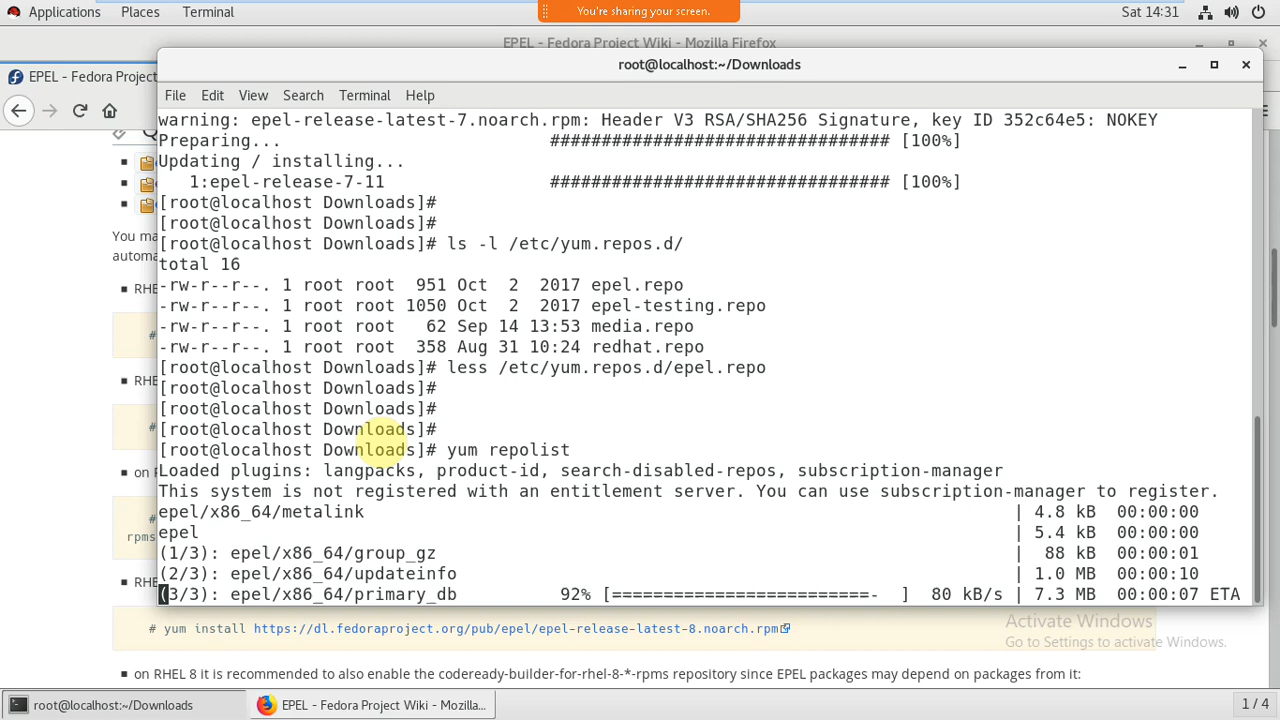 Applications Places Terminal You're sharing your screen. Sat 14:31
EPEL - Fedora Project Wiki - Mozilla Firefox
EPEL - Fedora Project
root@localhost:~/Downloads
File Edit View Search Terminal Help
warning: epel-release-latest-7.noarch.rpm: Header V3 RSA/SHA256 Signature, key ID 352c64e5: NOKEY
Preparing... ################################# [100%]
Updating / installing...
1:epel-release-7-11 ################################# [100%]
[root@localhost Downloads]#
[root@localhost Downloads]#
[root@localhost Downloads]# ls -l /etc/yum.repos.d/
total 16
-rw-r--r--. 1 root root 951 Oct 2 2017 epel.repo
-rw-r--r--. 1 root root 1050 Oct 2 2017 epel-testing.repo
-rw-r--r--. 1 root root 62 Sep 14 13:53 media.repo
-rw-r--r--. 1 root root 358 Aug 31 10:24 redhat.repo
[root@localhost Downloads]# less /etc/yum.repos.d/epel.repo
[root@localhost Downloads]#
[root@localhost Downloads]#
[root@localhost Downloads]#
[root@localhost Downloads]# yum repolist
Loaded plugins: langpacks, product-id, search-disabled-repos, subscription-manager
This system is not registered with an entitlement server. You can use subscription-manager to register.
epel/x86_64/metalink | 4.8 kB 00:00:00
epel | 5.4 kB 00:00:00
(1/3): epel/x86_64/group_gz | 88 kB 00:00:01
(2/3): epel/x86_64/updateinfo | 1.0 MB 00:00:10
(3/3): epel/x86_64/primary_db 92% [=========================- ] 80 kB/s | 7.3 MB 00:00:07 ETA
You ma
autom
RHE
#
RHE
#
on
#
rpms
RHE
# yum install https://dl.fedoraproject.org/pub/epel/epel-release-latest-8.noarch.rpm
Activate Windows
Go to Settings to activate Windows.
on RHEL 8 it is recommended to also enable the codeready-builder-for-rhel-8-*-rpms repository since EPEL packages may depend on packages from it:
root@localhost:~/Downloads EPEL - Fedora Project Wiki - Mozilla... 1 / 4